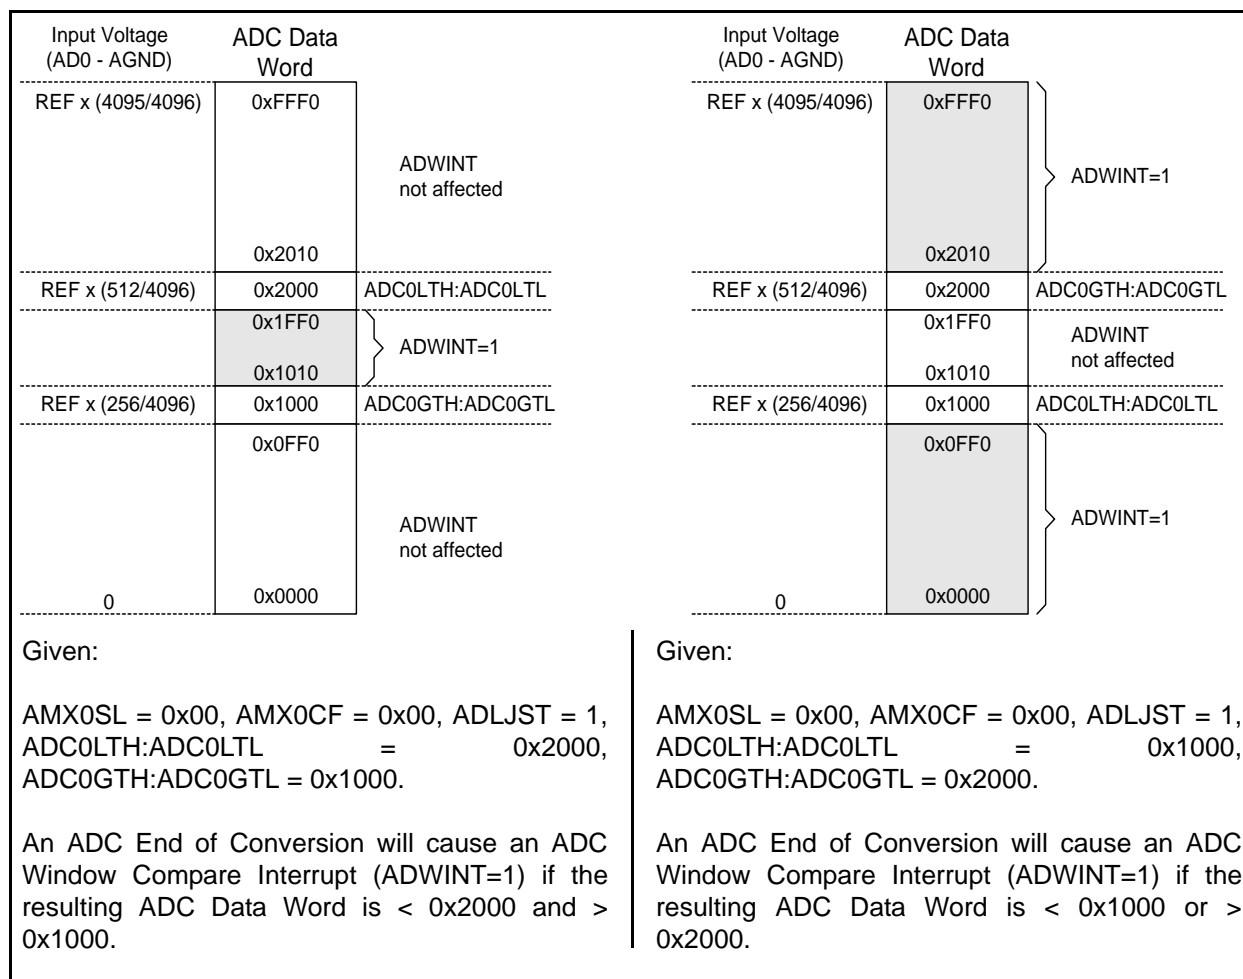 Input Voltage
(AD0 - AGND)
ADC Data
Word
REF x (4095/4096)
0xFFF0
ADWINT
not affected
0x2010
REF x (512/4096)
0x2000
ADC0LTH:ADC0LTL
0x1FF0
ADWINT=1
0x1010
REF x (256/4096)
0x1000
ADC0GTH:ADC0GTL
0x0FF0
ADWINT
not affected
0
0x0000
Given:
AMX0SL = 0x00, AMX0CF = 0x00, ADLJST = 1,
ADC0LTH:ADC0LTL = 0x2000,
ADC0GTH:ADC0GTL = 0x1000.
An ADC End of Conversion will cause an ADC
Window Compare Interrupt (ADWINT=1) if the
resulting ADC Data Word is < 0x2000 and >
0x1000.
Input Voltage
(AD0 - AGND)
ADC Data
Word
REF x (4095/4096)
0xFFF0
ADWINT=1
0x2010
REF x (512/4096)
0x2000
ADC0GTH:ADC0GTL
0x1FF0
ADWINT
not affected
0x1010
REF x (256/4096)
0x1000
ADC0LTH:ADC0LTL
0x0FF0
ADWINT=1
0
0x0000
Given:
AMX0SL = 0x00, AMX0CF = 0x00, ADLJST = 1,
ADC0LTH:ADC0LTL = 0x1000,
ADC0GTH:ADC0GTL = 0x2000.
An ADC End of Conversion will cause an ADC
Window Compare Interrupt (ADWINT=1) if the
resulting ADC Data Word is < 0x1000 or >
0x2000.